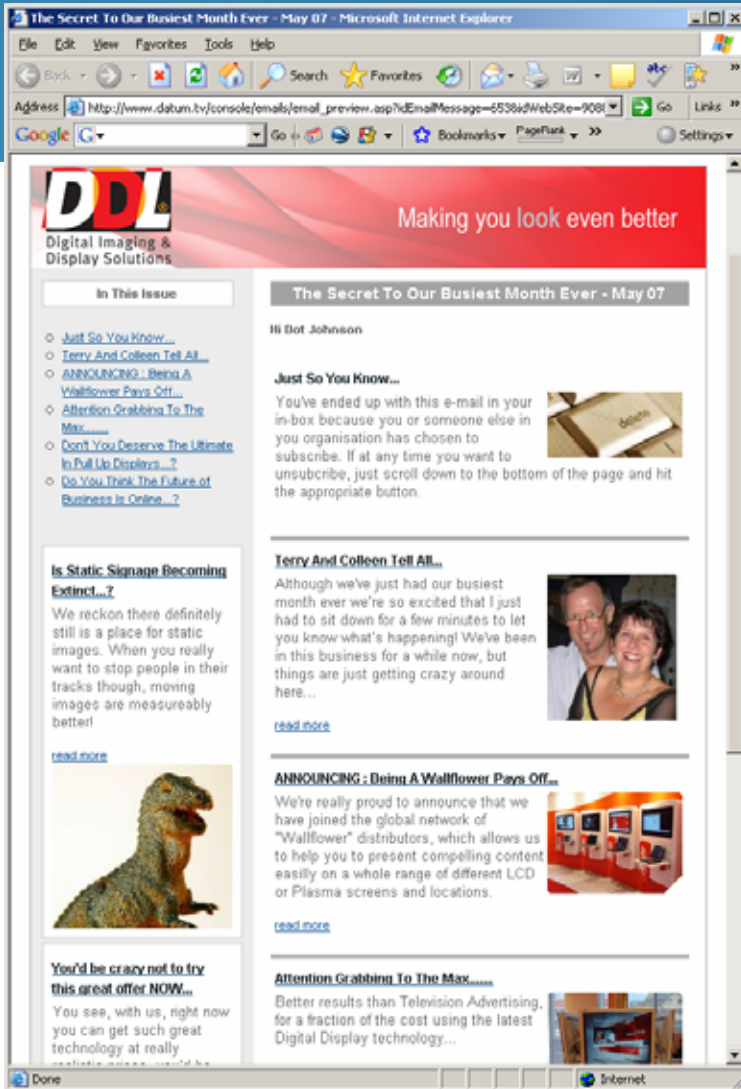 The Secret To Our Busiest Month Ever - May 07 - Microsoft Internet Explorer
File Edit View Favorites Tools Help
Back Search Favorites
Address http://www.datum.tv/console/emails/email_preview.asp?idEmailMessage=653&idWebSite=908 Go Links
Google Go Bookmarks PageRank Settings
DDL
Digital Imaging &
Display Solutions
Making you look even better
In This Issue
Just So You Know...
Terry And Colleen Tell All...
ANNOUNCING : Being A
Wallflower Pays Off...
Attention Grabbing To The
Max......
Don't You Deserve The Ultimate
In Pull Up Displays...?
Do You Think The Future of
Business Is Online...?
Is Static Signage Becoming
Extinct...?
We reckon there definitely
still is a place for static
images. When you really
want to stop people in their
tracks though, moving
images are measureably
better!
read more
You'd be crazy not to try
this great offer NOW...
You see, with us, right now
you can get such great
technology at really
The Secret To Our Busiest Month Ever - May 07
Hi Dot Johnson
Just So You Know...
You've ended up with this e-mail in your
in-box because you or someone else in
you organisation has chosen to
subscribe. If at any time you want to
unsubcribe, just scroll down to the bottom of the page and hit
the appropriate button.
delete
Terry And Colleen Tell All...
Although we've just had our busiest
month ever we're so excited that I just
had to sit down for a few minutes to let
you know what's happening! We've been
in this business for a while now, but
things are just getting crazy around
here...
read more
ANNOUNCING : Being A Wallflower Pays Off...
We're really proud to announce that we
have joined the global network of
"Wallflower" distributors, which allows us
to help you to present compelling content
easilly on a whole range of different LCD
or Plasma screens and locations.
read more
Attention Grabbing To The Max......
Better results than Television Advertising,
for a fraction of the cost using the latest
Digital Display technology...
Done Internet